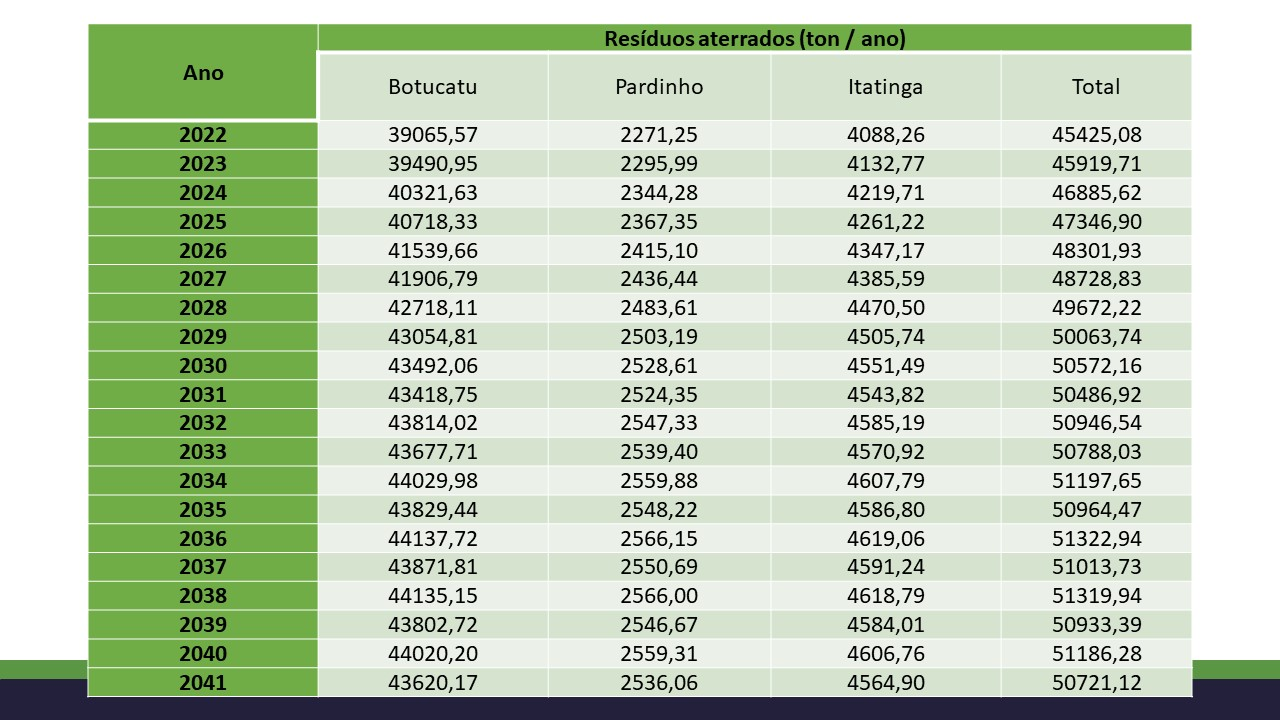 Resíduos aterrados (ton / ano)
Ano
Botucatu Pardinho Itatinga Total
2022 39065,57 2271,25 4088,26 45425,08
2023 39490,95 2295,99 4132,77 45919,71
2024 40321,63 2344,28 4219,71 46885,62
2025 40718,33 2367,35 4261,22 47346,90
2026 41539,66 2415,10 4347,17 48301,93
2027 41906,79 2436,44 4385,59 48728,83
2028 42718,11 2483,61 4470,50 49672,22
2029 43054,81 2503,19 4505,74 50063,74
2030 43492,06 2528,61 4551,49 50572,16
2031 43418,75 2524,35 4543,82 50486,92
2032 43814,02 2547,33 4585,19 50946,54
2033 43677,71 2539,40 4570,92 50788,03
2034 44029,98 2559,88 4607,79 51197,65
2035 43829,44 2548,22 4586,80 50964,47
2036 44137,72 2566,15 4619,06 51322,94
2037 43871,81 2550,69 4591,24 51013,73
2038 44135,15 2566,00 4618,79 51319,94
2039 43802,72 2546,67 4584,01 50933,39
2040 44020,20 2559,31 4606,76 51186,28
2041 43620,17 2536,06 4564,90 50721,12